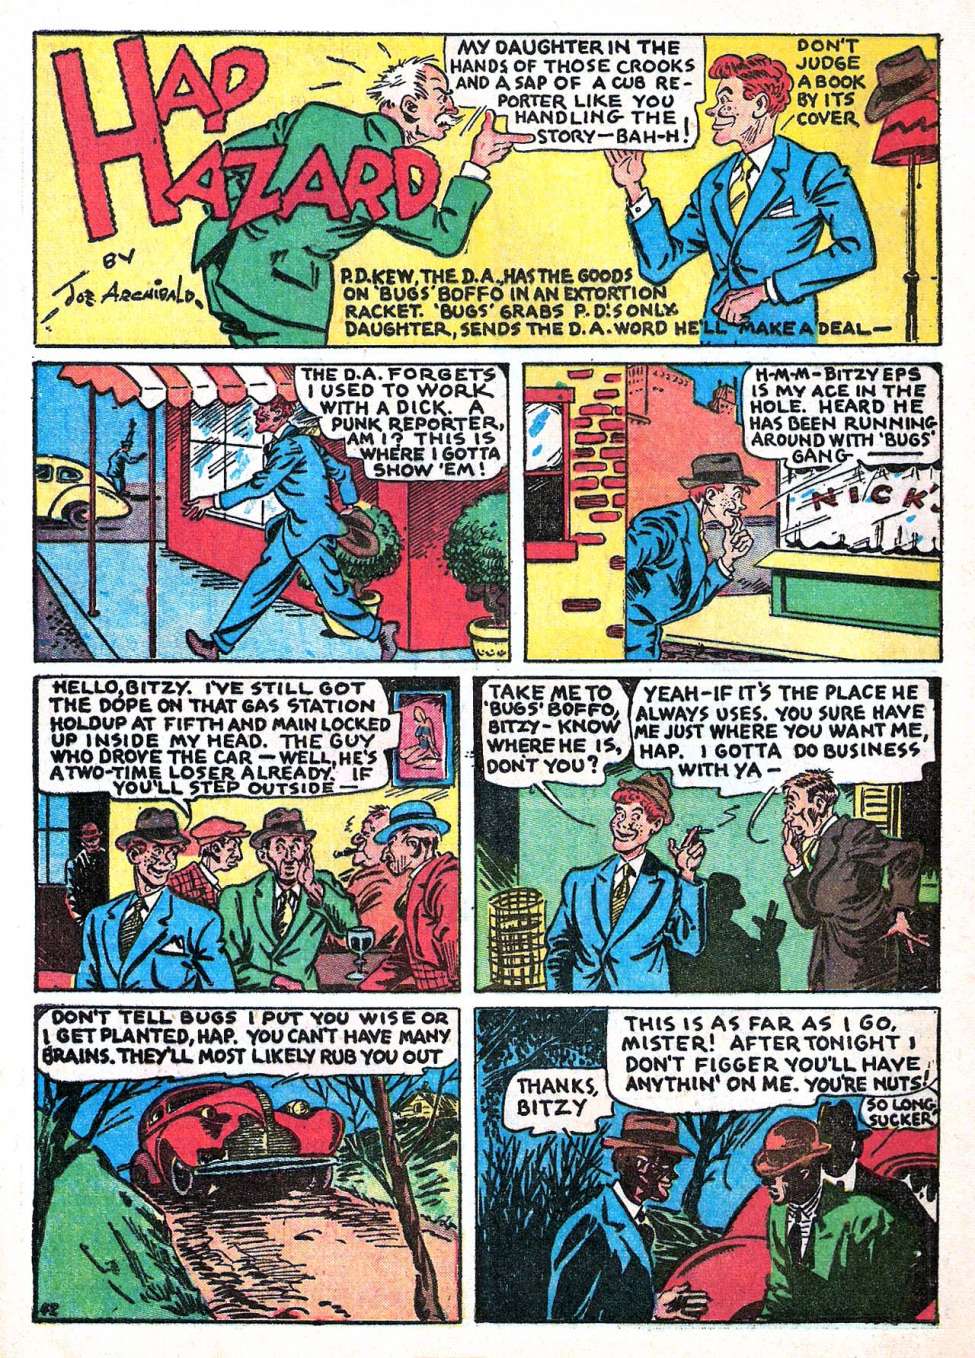 HAP
HAZARD
BY
JOE ARCHIBALD
MY DAUGHTER IN THE
HANDS OF THOSE CROOKS
AND A SAP OF A CUB RE-
PORTER LIKE YOU
HANDLING THE
STORY—BAH-H!
DON'T
JUDGE
A BOOK
BY ITS
COVER
P.D. KEW, THE D.A., HAS THE GOODS
ON 'BUGS' BOFFO IN AN EXTORTION
RACKET. 'BUGS' GRABS P.D.'S ONLY
DAUGHTER, SENDS THE D.A. WORD HE'LL MAKE A DEAL—
THE D.A. FORGETS
I USED TO WORK
WITH A DICK. A
PUNK REPORTER,
AM I? THIS IS
WHERE I GOTTA
SHOW 'EM!
H-M-M-BITZY EPS
IS MY ACE IN THE
HOLE. HEARD HE
HAS BEEN RUNNING
AROUND WITH 'BUGS'
GANG —
NICK'S
HELLO, BITZY. I'VE STILL GOT
THE DOPE ON THAT GAS STATION
HOLDUP AT FIFTH AND MAIN LOCKED
UP INSIDE MY HEAD. THE GUY
WHO DROVE THE CAR — WELL, HE'S
A TWO-TIME LOSER ALREADY. IF
YOU'LL STEP OUTSIDE —
TAKE ME TO
'BUGS' BOFFO,
BITZY - KNOW
WHERE HE IS,
DON'T YOU?
YEAH-IF IT'S THE PLACE HE
ALWAYS USES. YOU SURE HAVE
ME JUST WHERE YOU WANT ME,
HAP. I GOTTA DO BUSINESS
WITH YA —
DON'T TELL BUGS I PUT YOU WISE OR
I GET PLANTED, HAP. YOU CAN'T HAVE MANY
BRAINS. THEY'LL MOST LIKELY RUB YOU OUT
THANKS,
BITZY
THIS IS AS FAR AS I GO,
MISTER! AFTER TONIGHT I
DON'T FIGGER YOU'LL HAVE
ANYTHIN' ON ME. YOU'RE NUTS!
SO LONG,
SUCKER